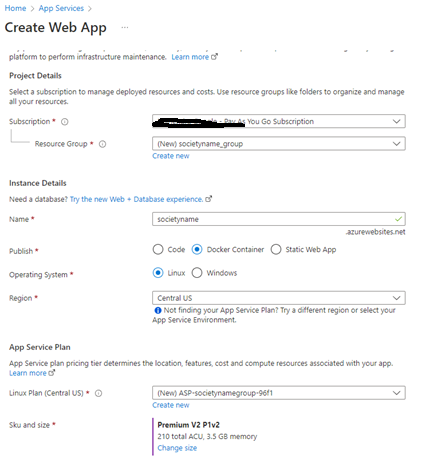 Home > App Services >
Create Web App ...
platform to perform infrastructure maintenance. Learn more
Project Details
Select a subscription to manage deployed resources and costs. Use resource groups like folders to organize and manage
all your resources.
Subscription *
- Pay As You Go Subscription
Resource Group *
(New) societyname_group
Create new
Instance Details
Need a database? Try the new Web + Database experience.
Name *
societyname
.azurewebsites.net
Publish *
Code Docker Container Static Web App
Operating System *
Linux Windows
Region *
Central US
Not finding your App Service Plan? Try a different region or select your
App Service Environment.
App Service Plan
App Service plan pricing tier determines the location, features, cost and compute resources associated with your app.
Learn more
Linux Plan (Central US) *
(New) ASP-societynamegroup-96f1
Create new
Sku and size *
Premium V2 P1v2
210 total ACU, 3.5 GB memory
Change size